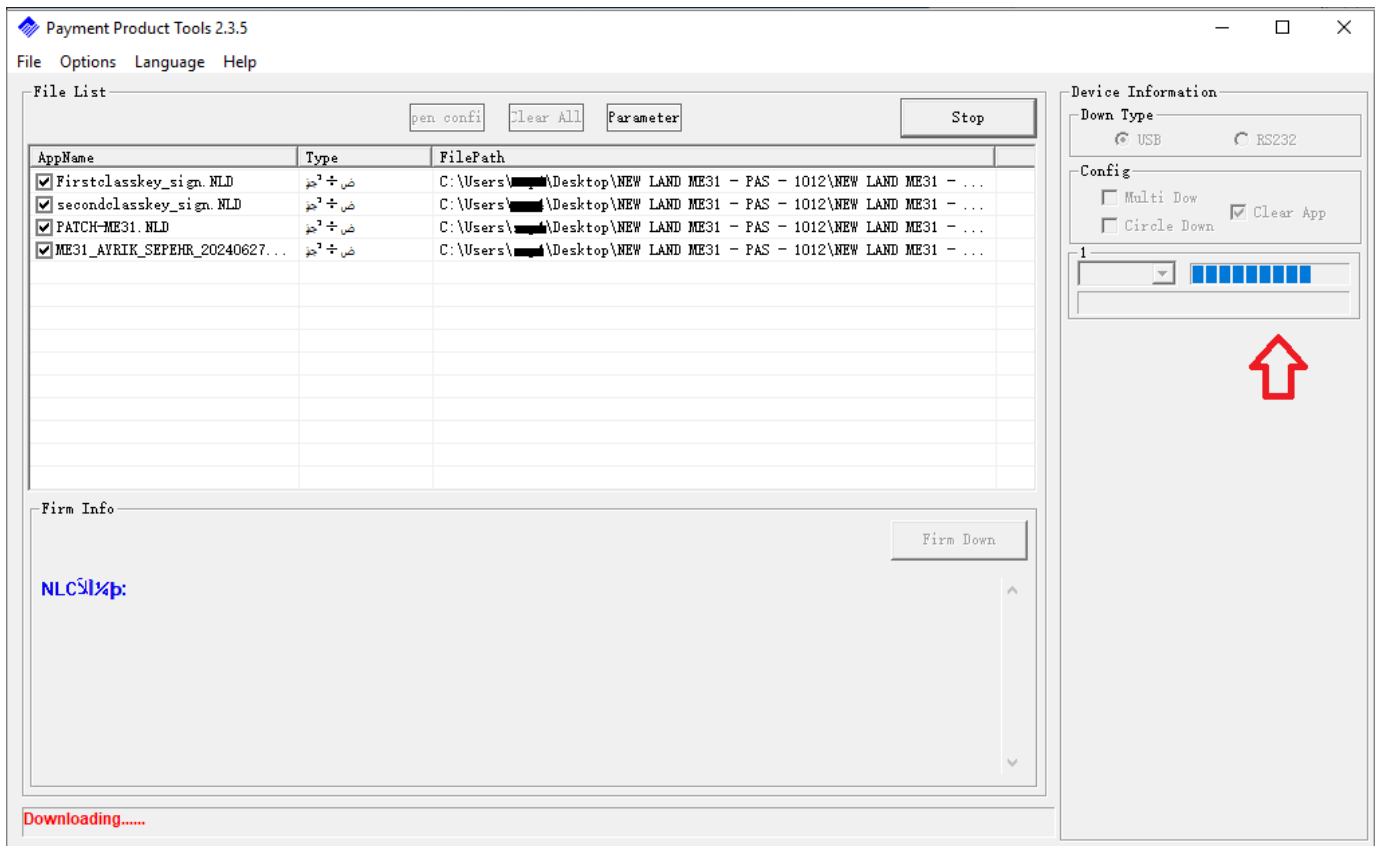 Payment Product Tools 2.3.5
File Options Language Help
File List
pen confi Clear All Parameter Stop
AppName Type FilePath
Firstclasskey_sign.NLD C:\Users\ \Desktop\NEW LAND ME31 - PAS - 1012\NEW LAND ME31 - ...
secondclasskey_sign.NLD C:\Users\ \Desktop\NEW LAND ME31 - PAS - 1012\NEW LAND ME31 - ...
PATCH-ME31.NLD C:\Users\ \Desktop\NEW LAND ME31 - PAS - 1012\NEW LAND ME31 - ...
ME31_AYRIK_SEPEHR_20240627... C:\Users\ \Desktop\NEW LAND ME31 - PAS - 1012\NEW LAND ME31 - ...
Firm Info
Firm Down
Downloading......
Device Information
Down Type
USB RS232
Config
Multi Dow
Clear App
Circle Down
1